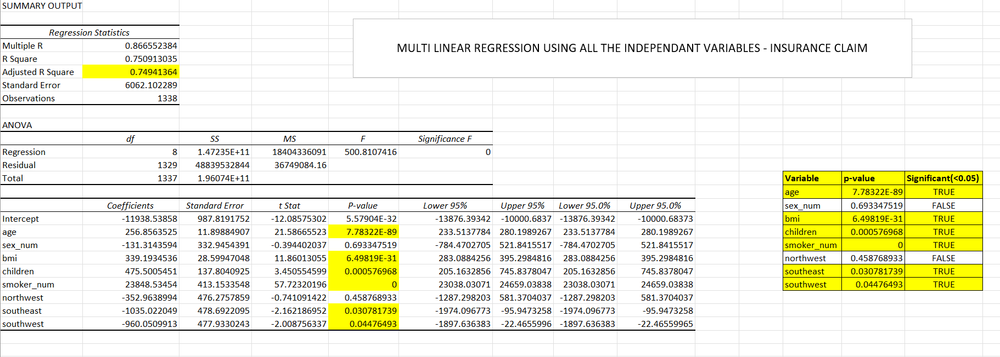 SUMMARY OUTPUT
MULTI LINEAR REGRESSION USING ALL THE INDEPENDANT VARIABLES - INSURANCE CLAIM
Regression Statistics
Multiple R 0.866552384
R Square 0.750913035
Adjusted R Square 0.74941364
Standard Error 6062.102289
Observations 1338
ANOVA
df SS MS F Significance F
Regression 8 1.47235E+11 18404336091 500.8107416 0
Residual 1329 48839532844 36749084.16
Total 1337 1.96074E+11
Coefficients Standard Error t Stat P-value Lower 95% Upper 95% Lower 95.0% Upper 95.0%
Intercept -11938.53858 987.8191752 -12.08575302 5.57904E-32 -13876.39342 -10000.6837 -13876.39342 -10000.68373
age 256.8563525 11.89884907 21.58665523 7.78322E-89 233.5137784 280.1989267 233.5137784 280.1989267
sex_num -131.3143594 332.9454391 -0.394402037 0.693347519 -784.4702705 521.8415517 -784.4702705 521.8415517
bmi 339.1934536 28.59947048 11.86013055 6.49819E-31 283.0884256 395.2984816 283.0884256 395.2984816
children 475.5005451 137.8040925 3.450554599 0.000576968 205.1632856 745.8378047 205.1632856 745.8378047
smoker_num 23848.53454 413.1533548 57.72320196 0 23038.03071 24659.03838 23038.03071 24659.03838
northwest -352.9638994 476.2757859 -0.741091422 0.458768933 -1287.298203 581.3704037 -1287.298203 581.3704037
southeast -1035.022049 478.6922095 -2.162186952 0.030781739 -1974.096773 -95.9473258 -1974.096773 -95.9473258
southwest -960.0509913 477.9330243 -2.008756337 0.04476493 -1897.636383 -22.4655996 -1897.636383 -22.46559965
Variable p-value Significant(<0.05)
age 7.78322E-89 TRUE
sex_num 0.693347519 FALSE
bmi 6.49819E-31 TRUE
children 0.000576968 TRUE
smoker_num 0 TRUE
northwest 0.458768933 FALSE
southeast 0.030781739 TRUE
southwest 0.04476493 TRUE